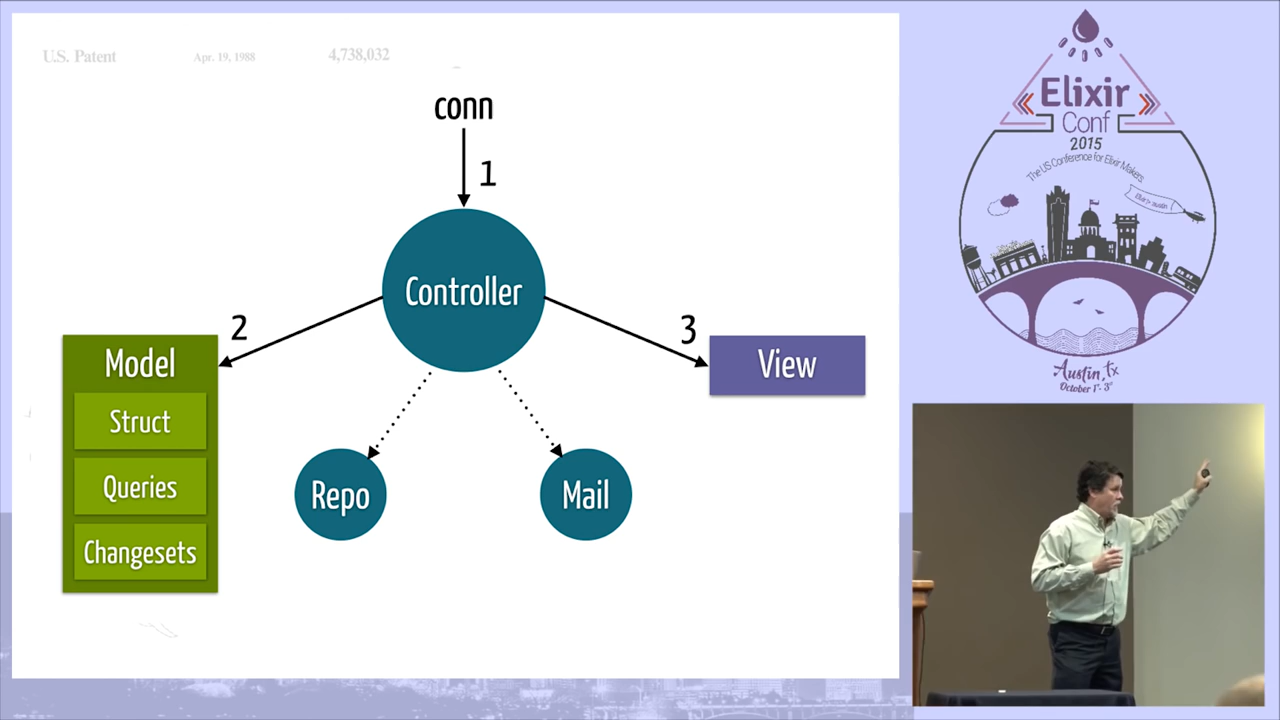 U.S. Patent Apr. 19, 1988 4,738,032
conn
1
Controller
2
3
Model
View
Struct
Queries
Changesets
Repo
Mail
Elixir
Conf
2015
The US Conference for Elixir Makers
Austin, TX
October 1st - 3rd